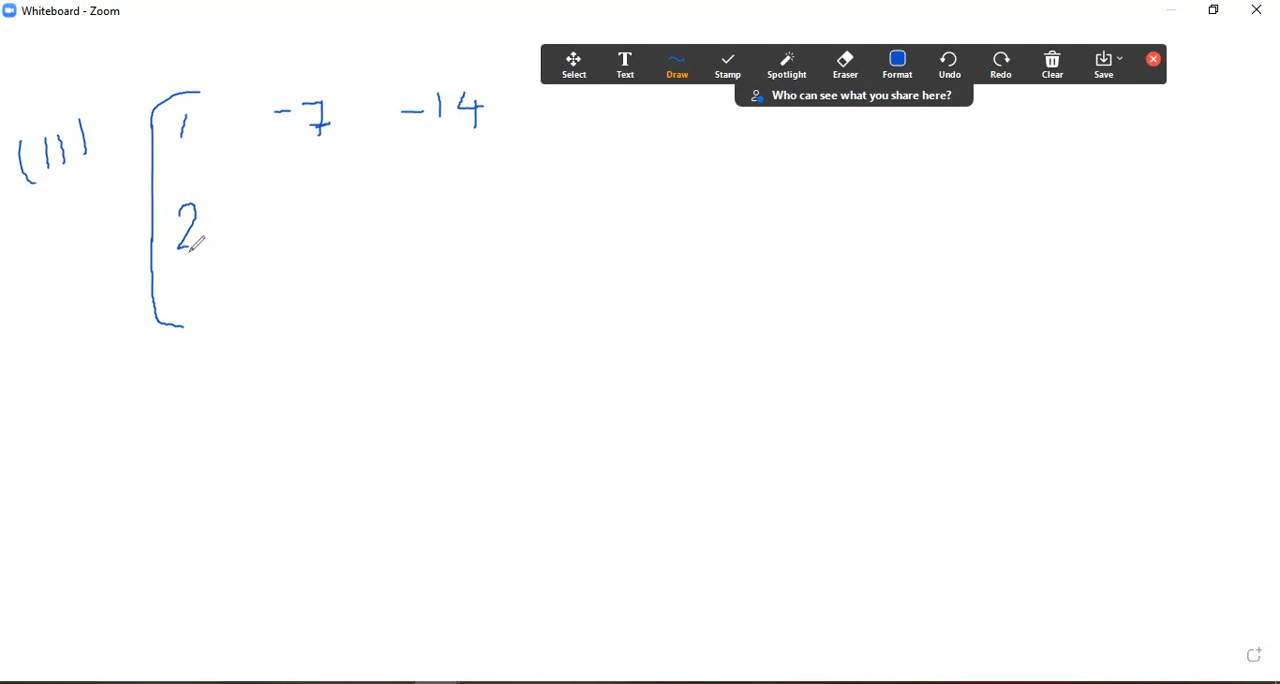 Whiteboard - Zoom
Select Text Draw Stamp Spotlight Eraser Format Undo Redo Clear Save
Who can see what you share here?
(11) [ 1 -7 -14
2